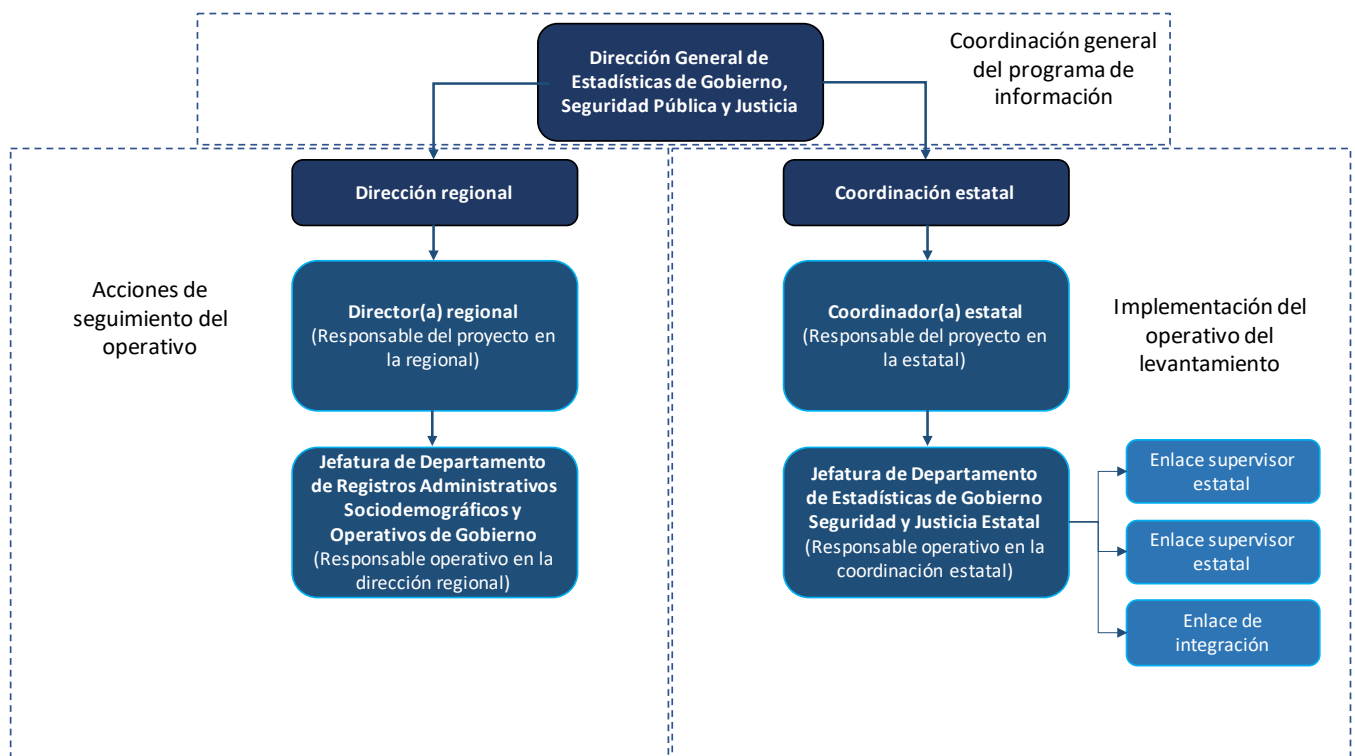 Dirección General de
Estadísticas de Gobierno,
Seguridad Pública y Justicia
Coordinación general
del programa de
información
Dirección regional
Coordinación estatal
Acciones de
seguimiento del
operativo
Director(a) regional
(Responsable del proyecto en
la regional)
Coordinador(a) estatal
(Responsable del proyecto en
la estatal)
Implementación del
operativo del
levantamiento
Jefatura de Departamento
de Registros Administrativos
Sociodemográficos y
Operativos de Gobierno
(Responsable operativo en la
dirección regional)
Jefatura de Departamento
de Estadísticas de Gobierno
Seguridad y Justicia Estatal
(Responsable operativo en la
coordinación estatal)
Enlace supervisor
estatal
Enlace supervisor
estatal
Enlace de
integración